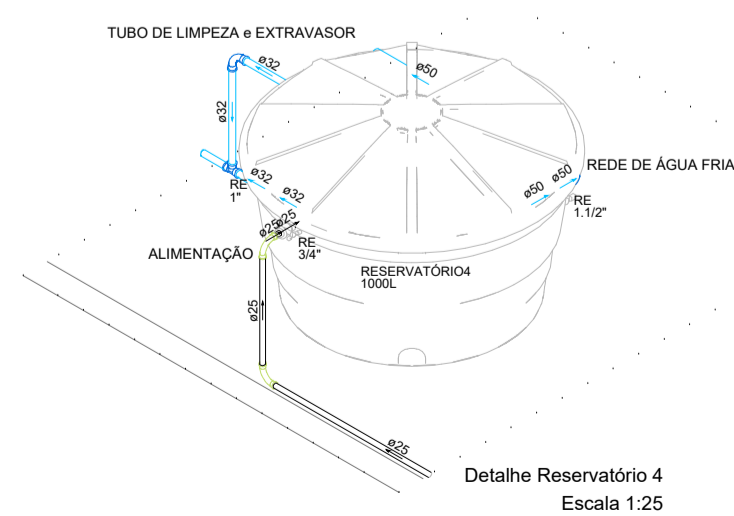 TUBO DE LIMPEZA e EXTRAVASOR
ø32
ø50
ø32
REDE DE ÁGUA FRIA
ø32
ø32
RE
1"
ø50
ø50
RE
1.1/2"
ø25
ø25
RE
3/4"
ALIMENTAÇÃO
RESERVATÓRIO4
1000L
ø25
ø25
Detalhe Reservatório 4
Escala 1:25